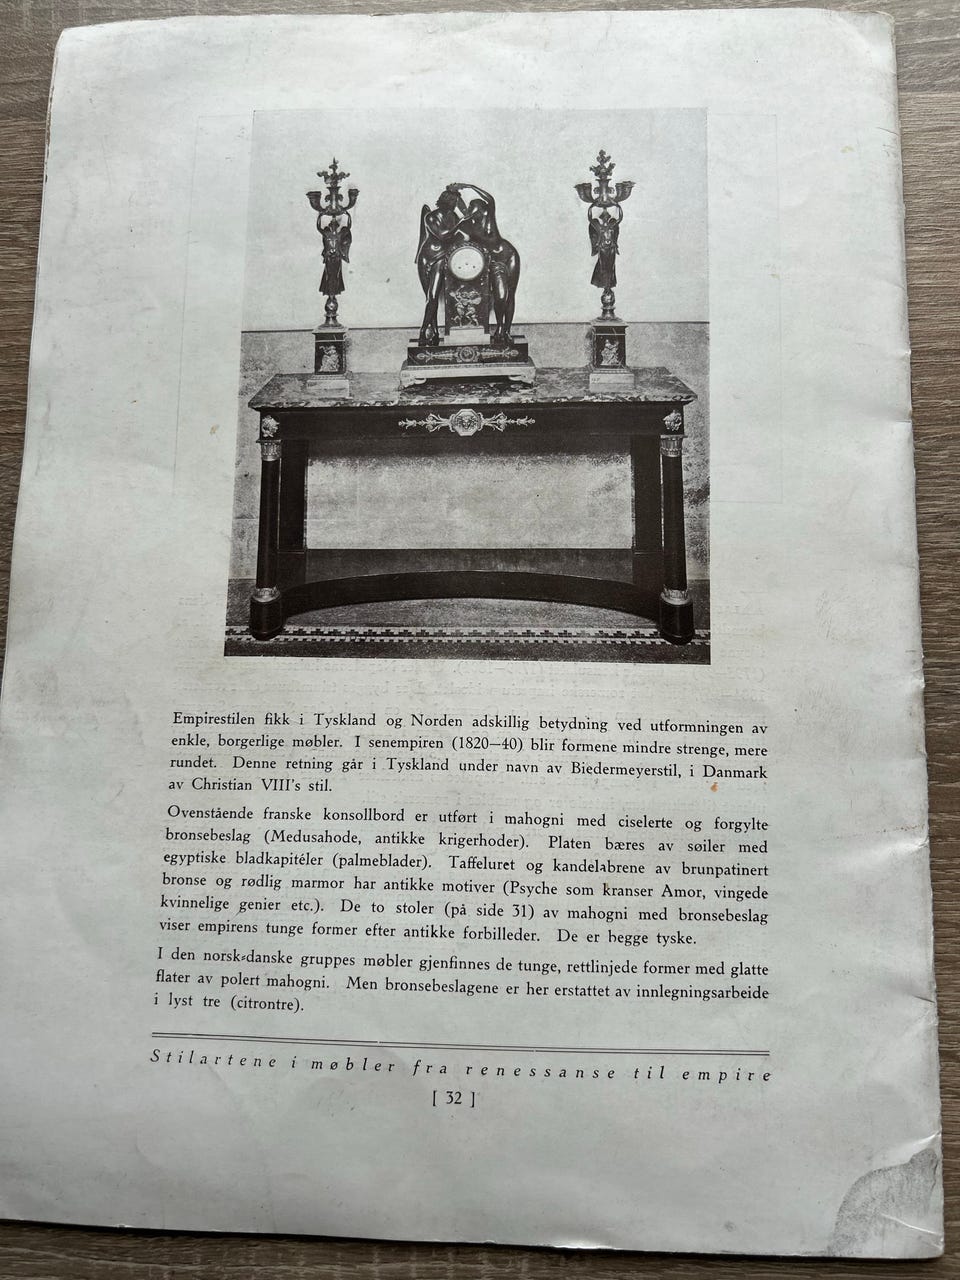 Empirestilen fikk i Tyskland og Norden adskillig betydning ved utformningen av
enkle, borgerlige møbler. I senempiren (1820—40) blir formene mindre strenge, mere
rundet. Denne retning går i Tyskland under navn av Biedermeyerstil, i Danmark
av Christian VIII's stil.
Ovenstående franske konsollbord er utført i mahogni med ciselerte og forgylte
bronsebeslag (Medusahode, antikke krigerhoder). Platen bæres av søiler med
egyptiske bladkapitéler (palmeblader). Taffeluret og kandelabrene av brunpatinert
bronse og rødlig marmor har antikke motiver (Psyche som kranser Amor, vingede
kvinnelige genier etc.). De to stoler (på side 31) av mahogni med bronsebeslag
viser empirens tunge former efter antikke forbilleder. De er begge tyske.
I den norsk-danske gruppes møbler gjenfinnes de tunge, rettlinjede former med glatte
flater av polert mahogni. Men bronsebeslagene er her erstattet av innlegningsarbeide
i lyst tre (citrontre).
Stilartene i møbler fra renessanse til empire
[ 32 ]